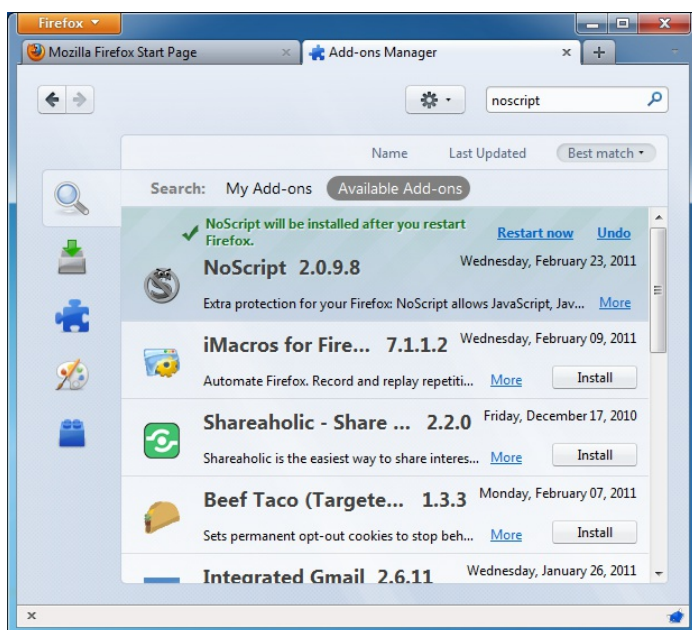 Firefox
Mozilla Firefox Start Page
Add-ons Manager
noscript
Name Last Updated Best match
Search: My Add-ons Available Add-ons
NoScript will be installed after you restart
Firefox.
Restart now Undo
NoScript 2.0.9.8 Wednesday, February 23, 2011
Extra protection for your Firefox: NoScript allows JavaScript, Jav... More
iMacros for Fire... 7.1.1.2 Wednesday, February 09, 2011
Automate Firefox. Record and replay repetiti... More Install
Shareaholic - Share ... 2.2.0 Friday, December 17, 2010
Shareaholic is the easiest way to share interes... More Install
Beef Taco (Targete... 1.3.3 Monday, February 07, 2011
Sets permanent opt-out cookies to stop beh... More Install
Integrated Gmail 2.6.11 Wednesday, January 26, 2011